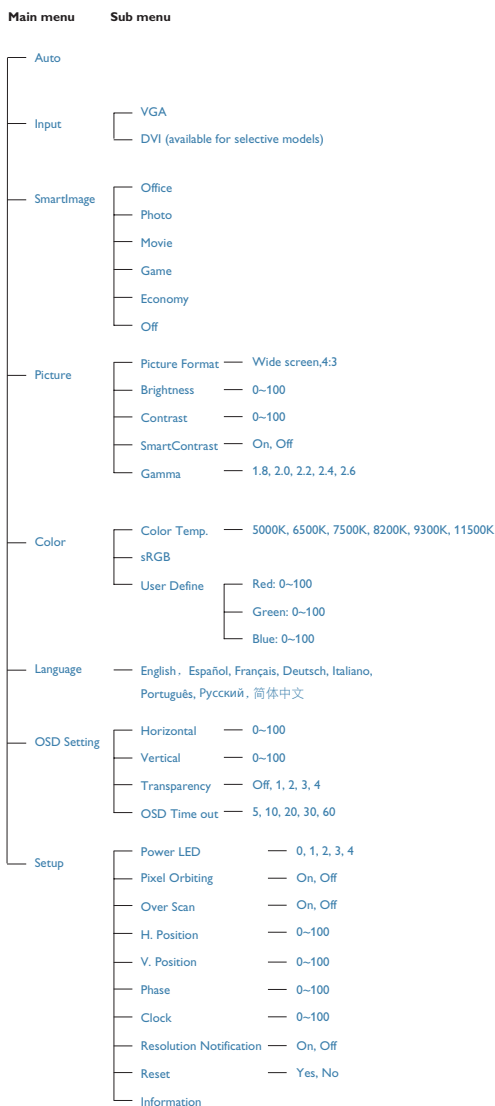 Main menu Sub menu
Auto
Input
VGA
DVI (available for selective models)
SmartImage
Office
Photo
Movie
Game
Economy
Off
Picture
Picture Format Wide screen,4:3
Brightness 0~100
Contrast 0~100
SmartContrast On, Off
Gamma 1.8, 2.0, 2.2, 2.4, 2.6
Color
Color Temp. 5000K, 6500K, 7500K, 8200K, 9300K, 11500K
sRGB
User Define Red: 0~100
Green: 0~100
Blue: 0~100
Language English，Español, Français, Deutsch, Italiano,
Português, Русский，简体中文
OSD Setting
Horizontal 0~100
Vertical 0~100
Transparency Off, 1, 2, 3, 4
OSD Time out 5, 10, 20, 30, 60
Setup
Power LED 0, 1, 2, 3, 4
Pixel Orbiting On, Off
Over Scan On, Off
H. Position 0~100
V. Position 0~100
Phase 0~100
Clock 0~100
Resolution Notification On, Off
Reset Yes, No
Information